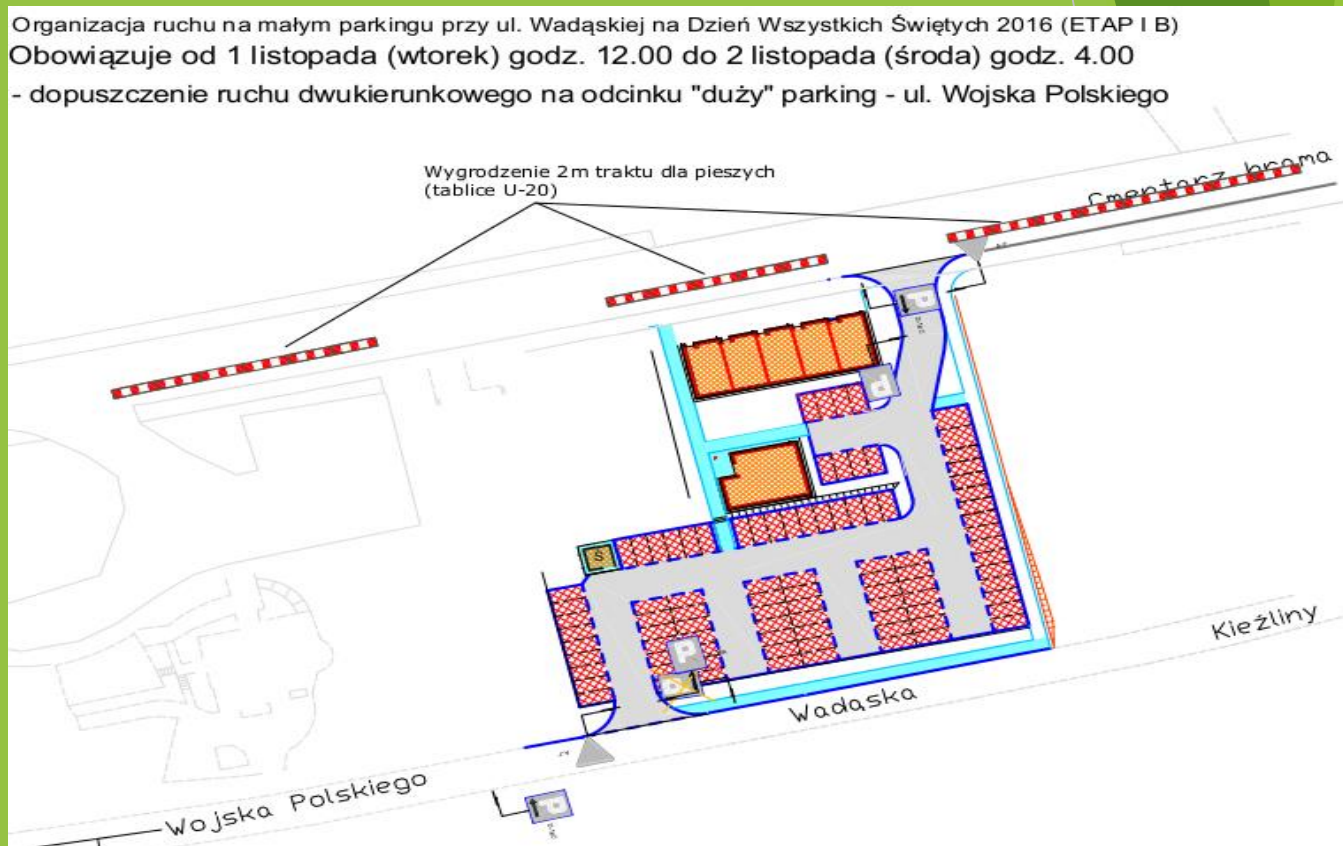 Organizacja ruchu na małym parkingu przy ul. Wadąskiej na Dzień Wszystkich Świętych 2016 (ETAP I B)
Obowiązuje od 1 listopada (wtorek) godz. 12.00 do 2 listopada (środa) godz. 4.00
- dopuszczenie ruchu dwukierunkowego na odcinku "duży" parking - ul. Wojska Polskiego
Wygrodzenie 2m traktu dla pieszych
(tablice U-20)
Cmentarz brama
P
P
Ś
P
P
Kieźliny
Wadąska
Wojska Polskiego
P